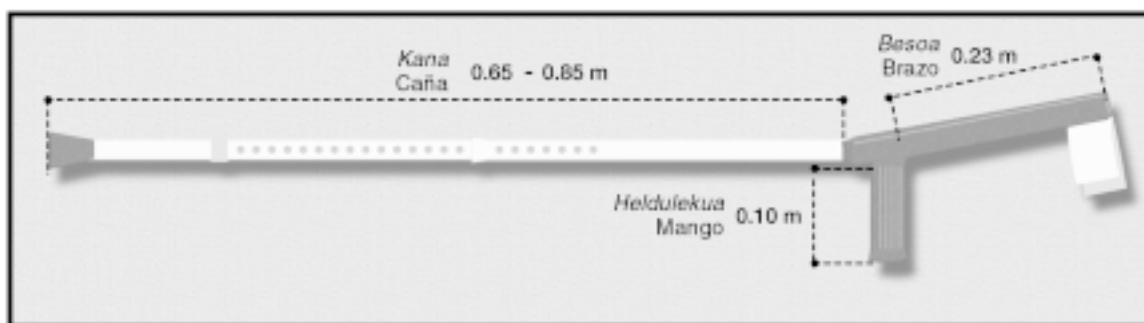 Kana
Caña 0.65 - 0.85 m
Besoa
Brazo 0.23 m
Heldulekua
Mango 0.10 m